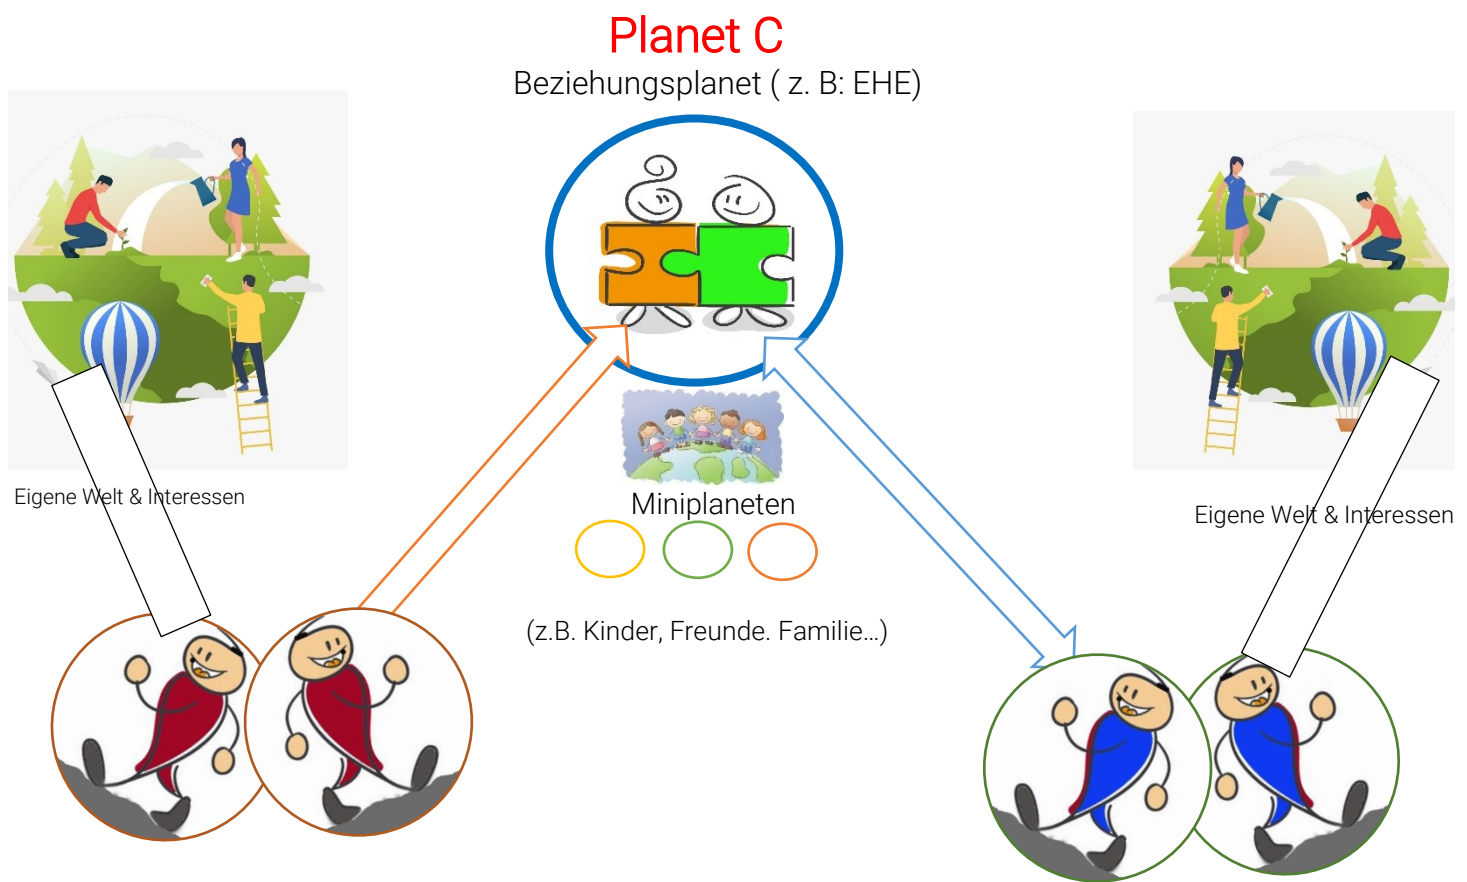 Planet C
Beziehungsplanet ( z. B: EHE)
Eigene Welt & Interessen
Miniplaneten
Eigene Welt & Interessen
(z.B. Kinder, Freunde. Familie…)